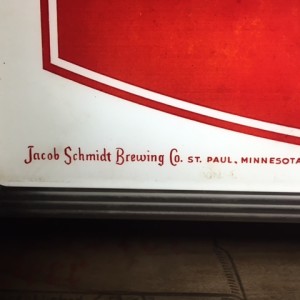 Jacob Schmidt Brewing Co. ST. PAUL, MINNESOTA